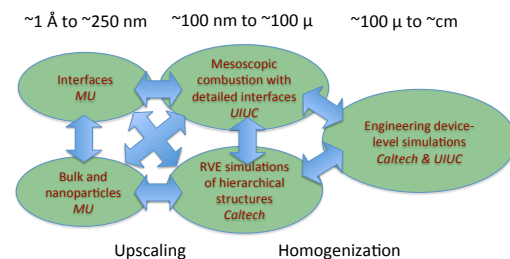 ~1 Å to ~250 nm
~100 nm to ~100 µ
~100 µ to ~cm
Interfaces
MU
Mesoscopic
combustion with
detailed interfaces
UIUC
Engineering device-
level simulations
Caltech & UIUC
Bulk and
nanoparticles
MU
RVE simulations
of hierarchical
structures
Caltech
Upscaling
Homogenization